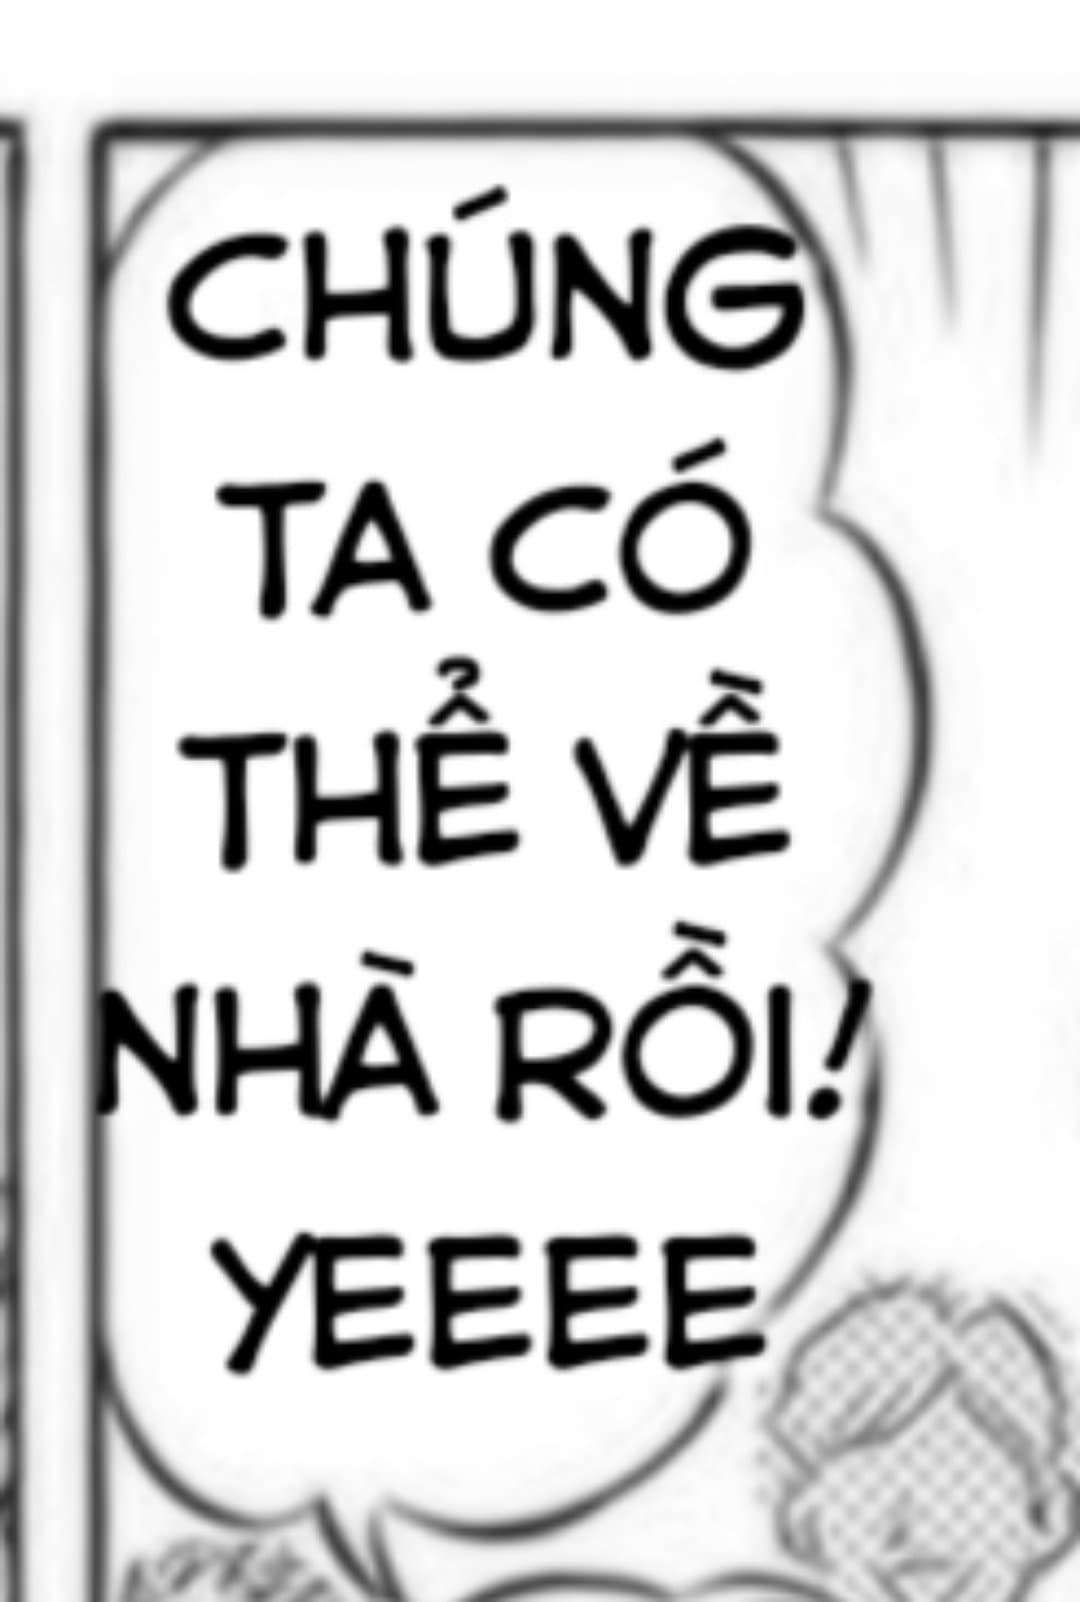 CHÚNG
TA CÓ
THỂ VỀ
NHÀ RỒI!
YEEEE